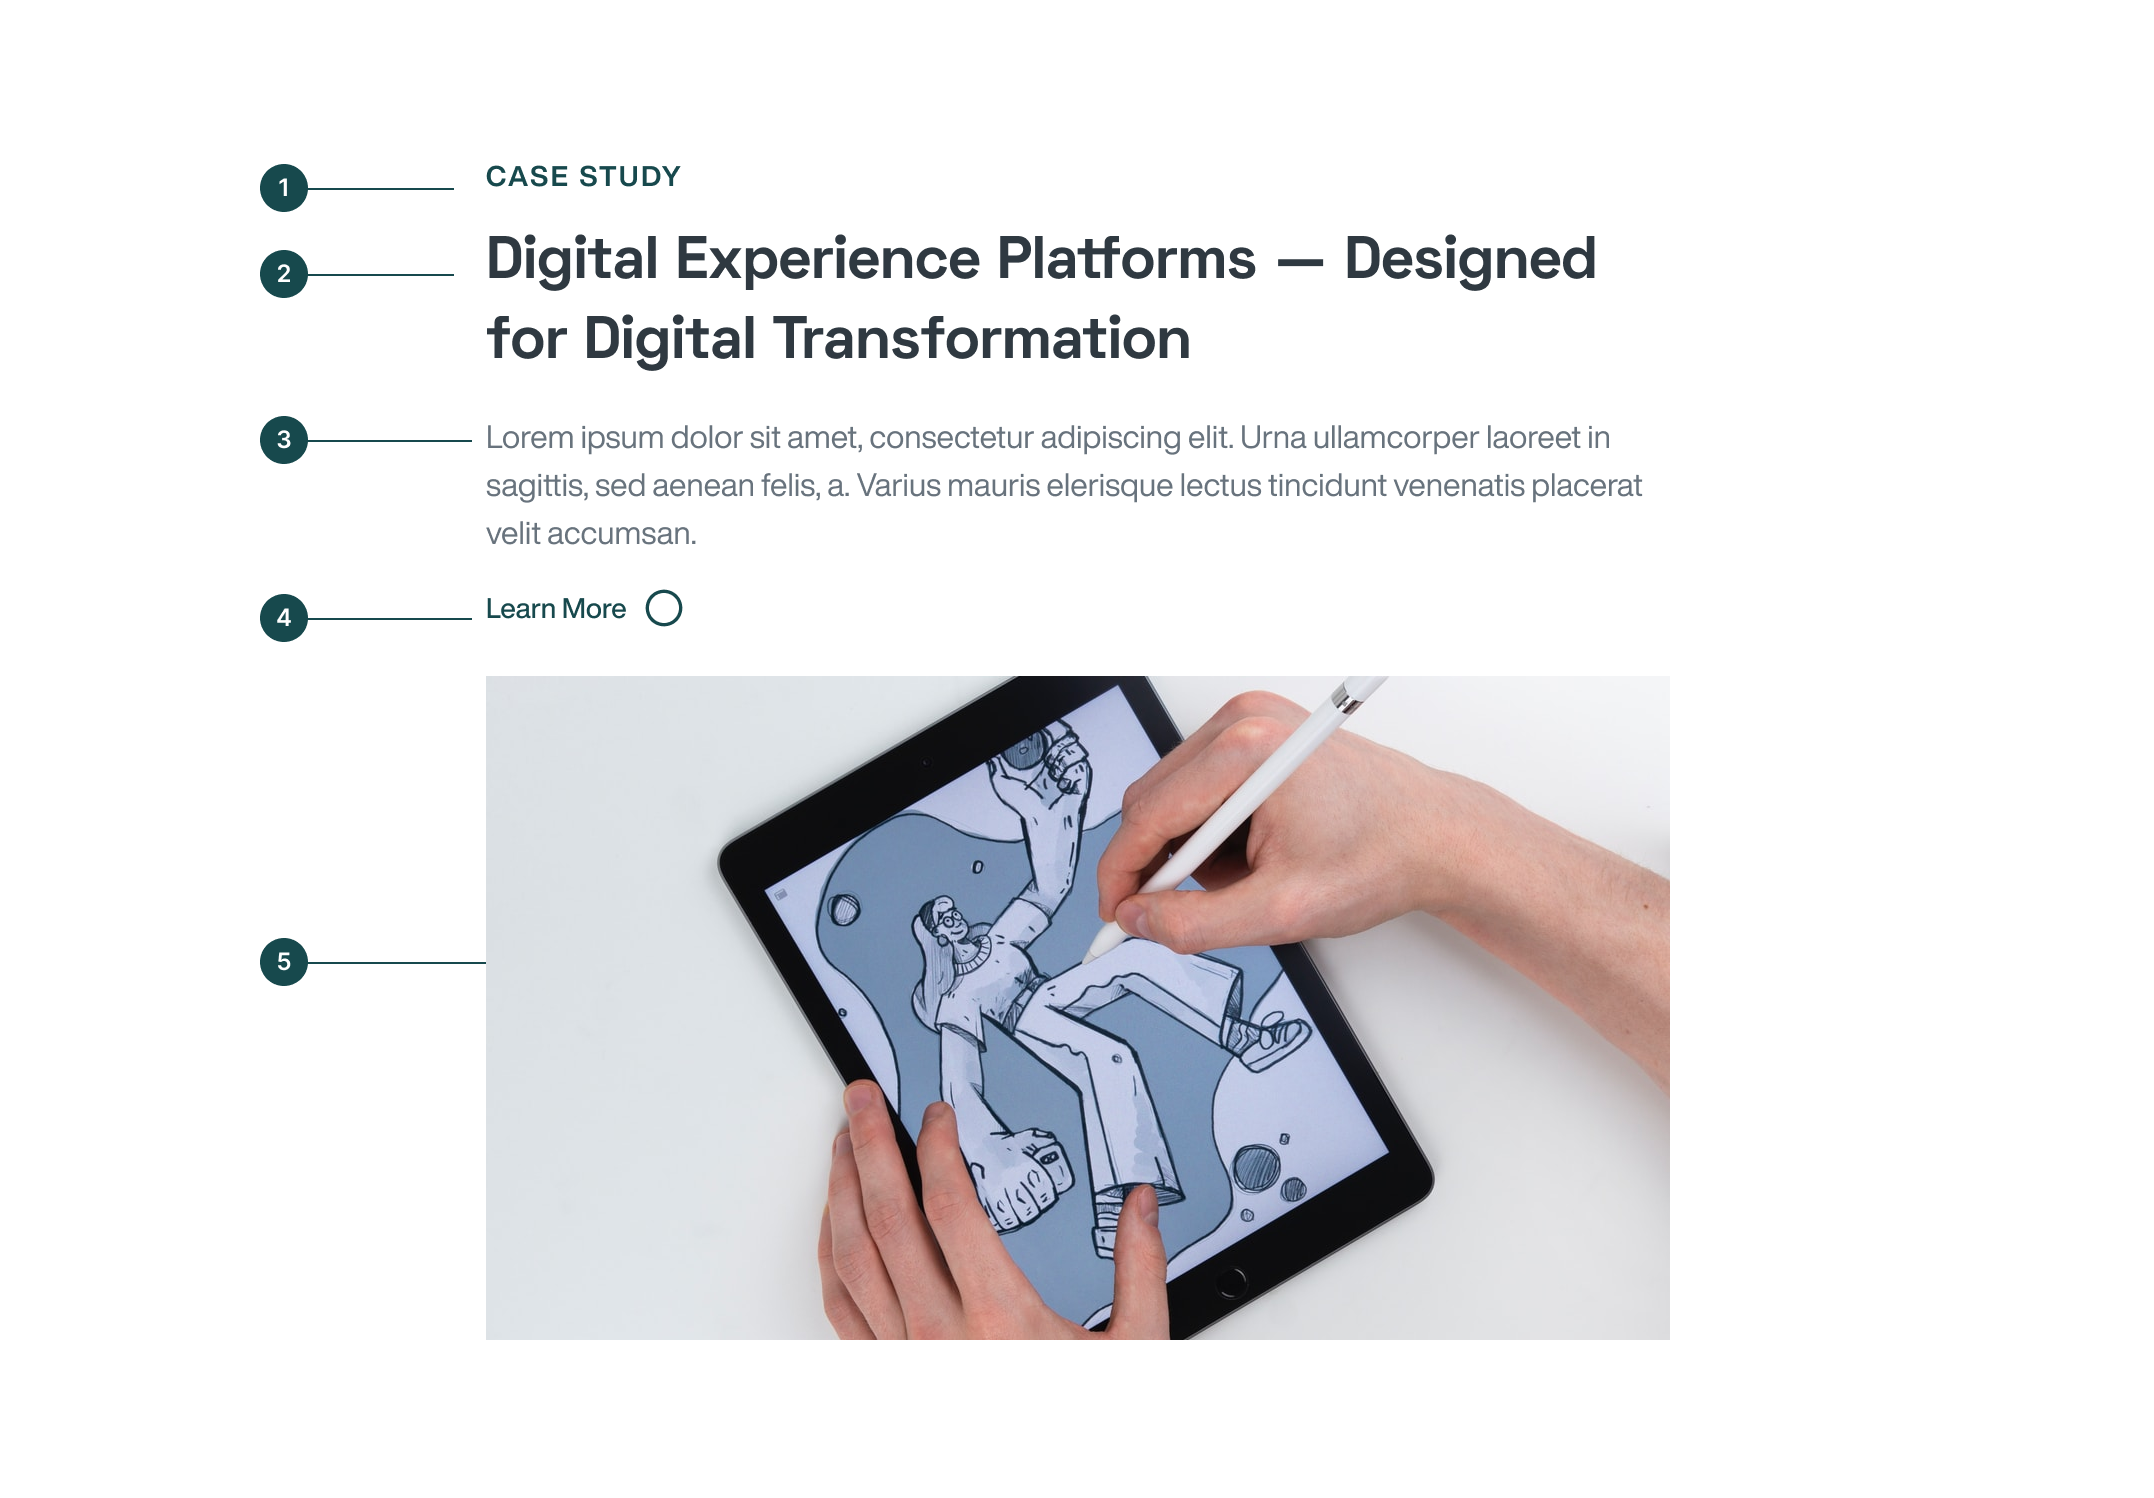 1
CASE STUDY
2
Digital Experience Platforms — Designed
for Digital Transformation
3
Lorem ipsum dolor sit amet, consectetur adipiscing elit. Urna ullamcorper laoreet in
sagittis, sed aenean felis, a. Varius mauris elerisque lectus tincidunt venenatis placerat
velit accumsan.
4
Learn More
5